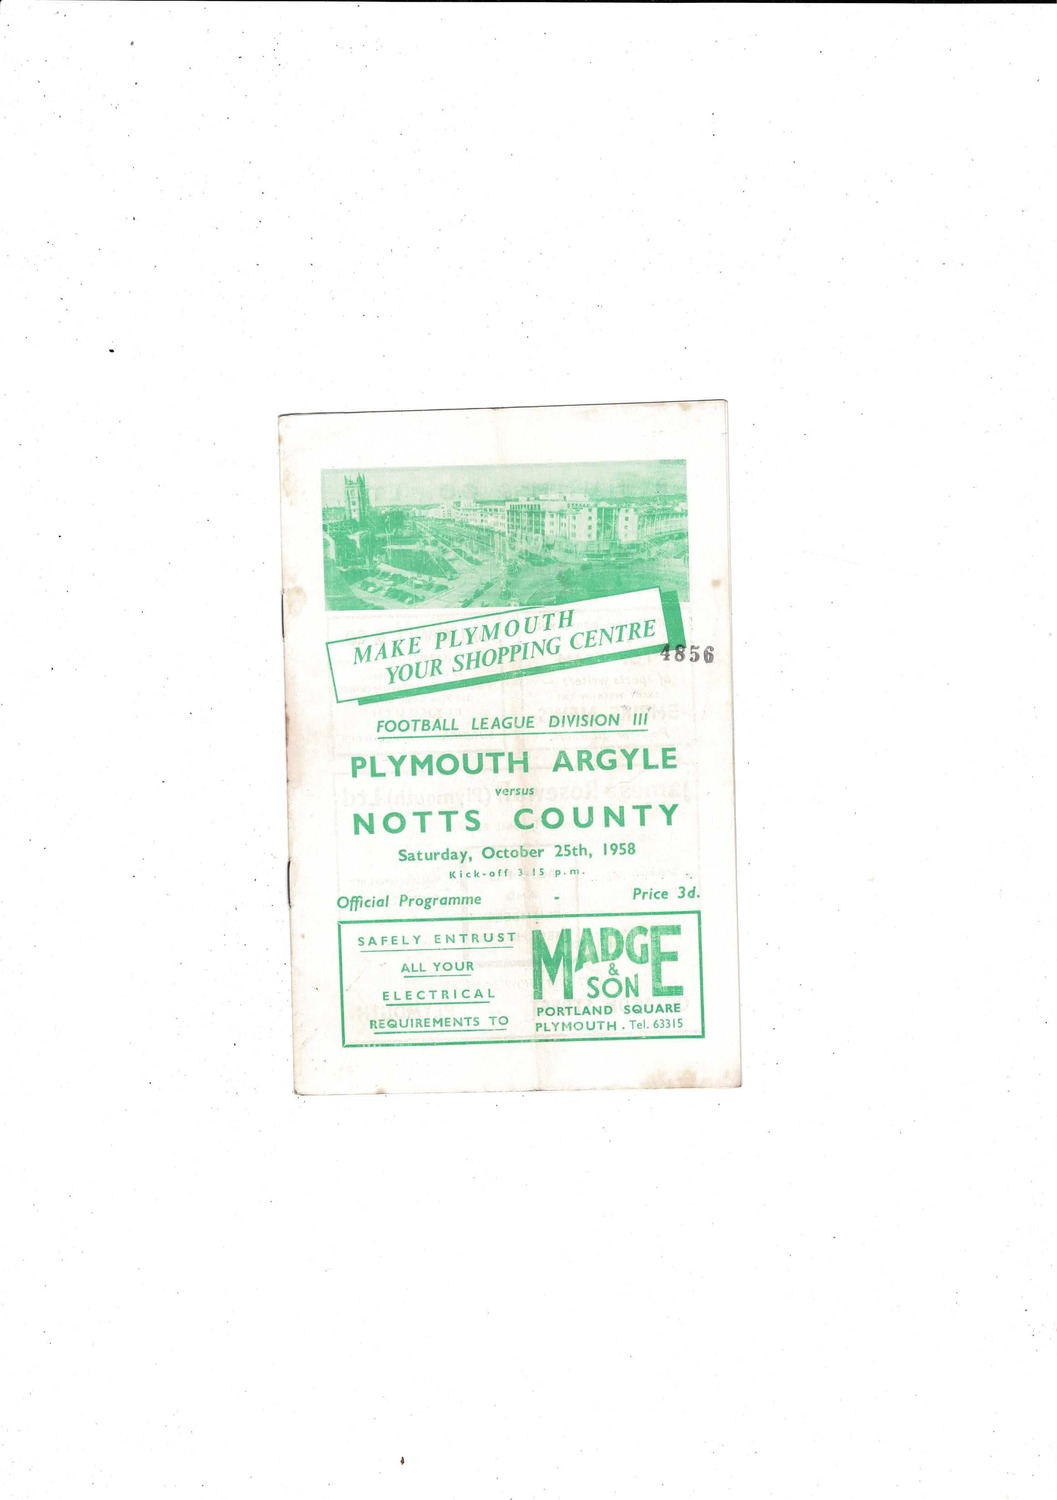 MAKE PLYMOUTH
YOUR SHOPPING CENTRE
4856
FOOTBALL LEAGUE DIVISION III
PLYMOUTH ARGYLE
versus
NOTTS COUNTY
Saturday, October 25th, 1958
Kick-off 3.15 p.m.
Official Programme - Price 3d.
SAFELY ENTRUST
ALL YOUR
ELECTRICAL
REQUIREMENTS TO
MADGE
& SON
PORTLAND SQUARE
PLYMOUTH . Tel. 63315